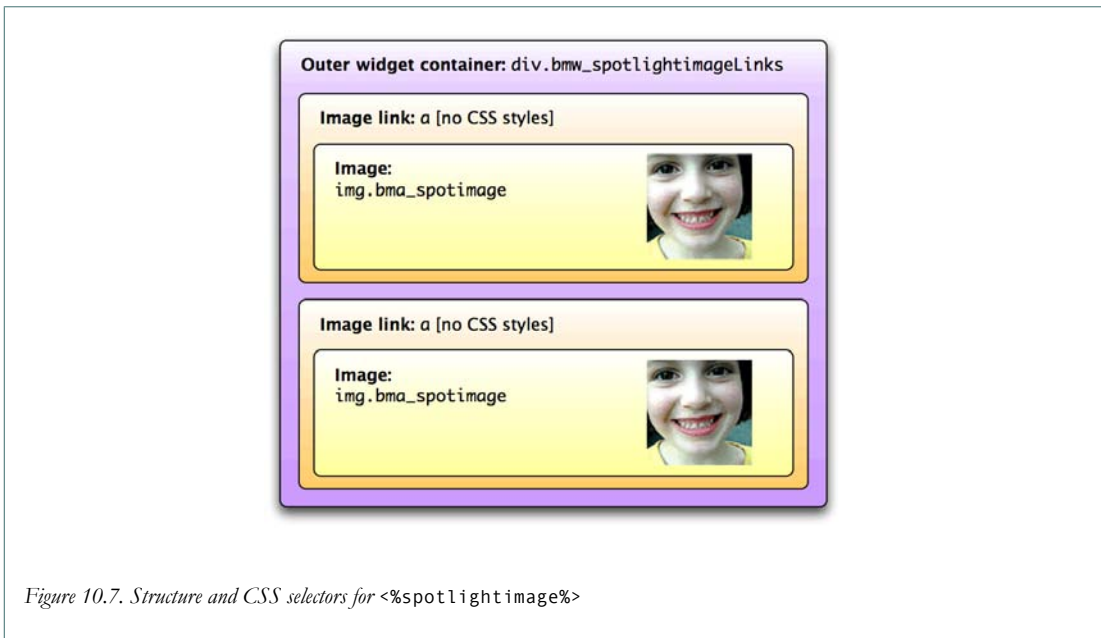 Outer widget container: div.bmw_spotlightimageLinks
Image link: a [no CSS styles]
Image:
img.bma_spotimage
Image link: a [no CSS styles]
Image:
img.bma_spotimage
Figure 10.7. Structure and CSS selectors for <%spotlightimage%>